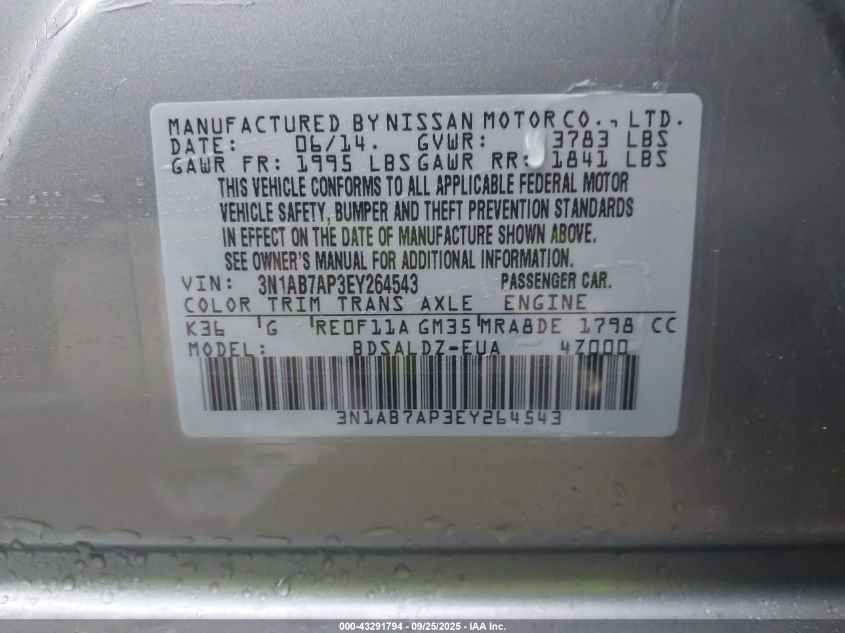 MANUFACTURED BY NISSAN MOTOR CO., LTD.
DATE: 06/14. GVWR: 3783 LBS
GAWR FR: 1995 LBS GAWR RR: 1841 LBS
THIS VEHICLE CONFORMS TO ALL APPLICABLE FEDERAL MOTOR
VEHICLE SAFETY, BUMPER AND THEFT PREVENTION STANDARDS
IN EFFECT ON THE DATE OF MANUFACTURE SHOWN ABOVE.
SEE OWNER'S MANUAL FOR ADDITIONAL INFORMATION.
VIN: 3N1AB7AP3EY264543 PASSENGER CAR.
COLOR TRIM TRANS AXLE ENGINE
K36 G RE0F11A GM35 MRA8DE 1798 CC
MODEL: BDSALDZ-EUA 4Z000
3N1AB7AP3EY264543
000-43291794 - 09/25/2025 - IAA Inc.